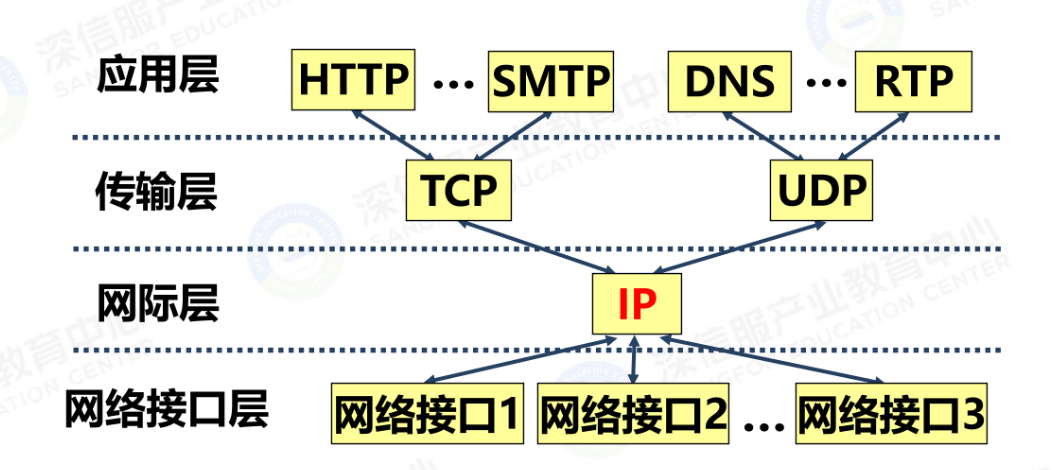 应用层 HTTP ... SMTP DNS ... RTP
传输层 TCP UDP
网际层 IP
网络接口层 网络接口1 网络接口2 ... 网络接口3
深信服产业教育中心
SANGFOR EDUCATION CENTER